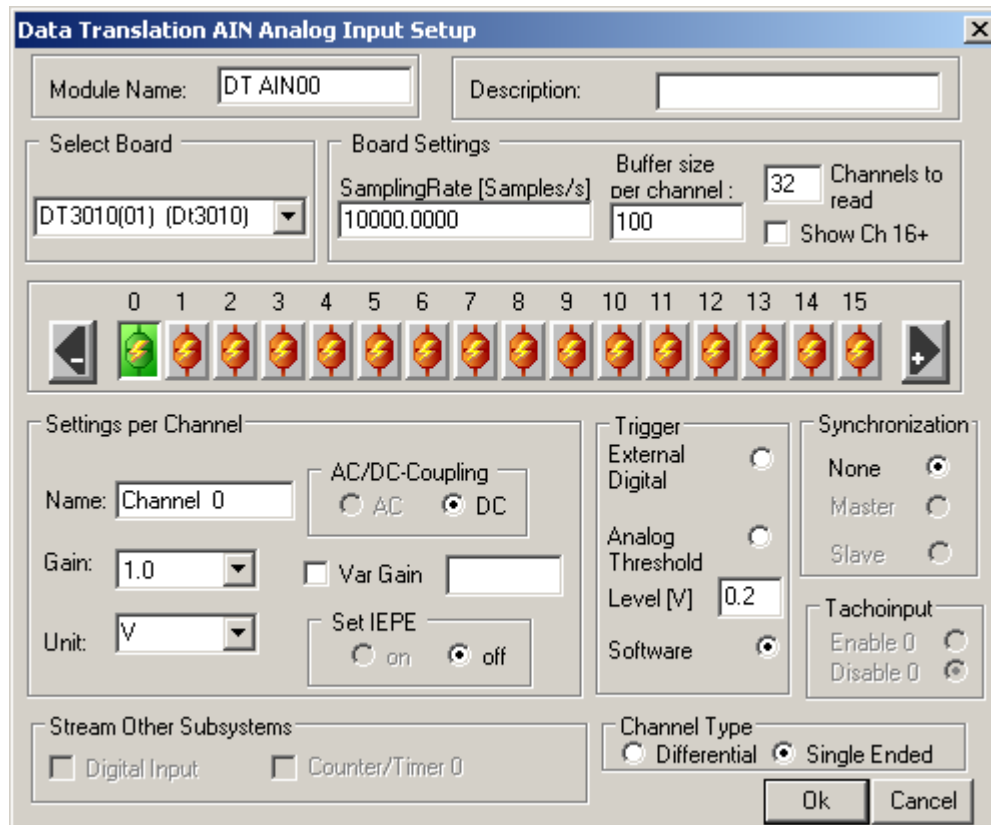 Data Translation AIN Analog Input Setup
Module Name: DT AIN00
Description:
Select Board
DT3010(01) (Dt3010)
Board Settings
SamplingRate [Samples/s]
10000.0000
Buffer size
per channel :
100
32 Channels to
read
Show Ch 16+
0 1 2 3 4 5 6 7 8 9 10 11 12 13 14 15
- +
Settings per Channel
Name: Channel 0
AC/DC-Coupling
AC DC
Gain: 1.0
Var Gain
Unit: V
Set IEPE
on off
Trigger
External
Digital
Analog
Threshold
Level [V] 0.2
Software
Synchronization
None
Master
Slave
Tachoinput
Enable 0
Disable 0
Stream Other Subsystems
Digital Input Counter/Timer 0
Channel Type
Differential Single Ended
Ok Cancel